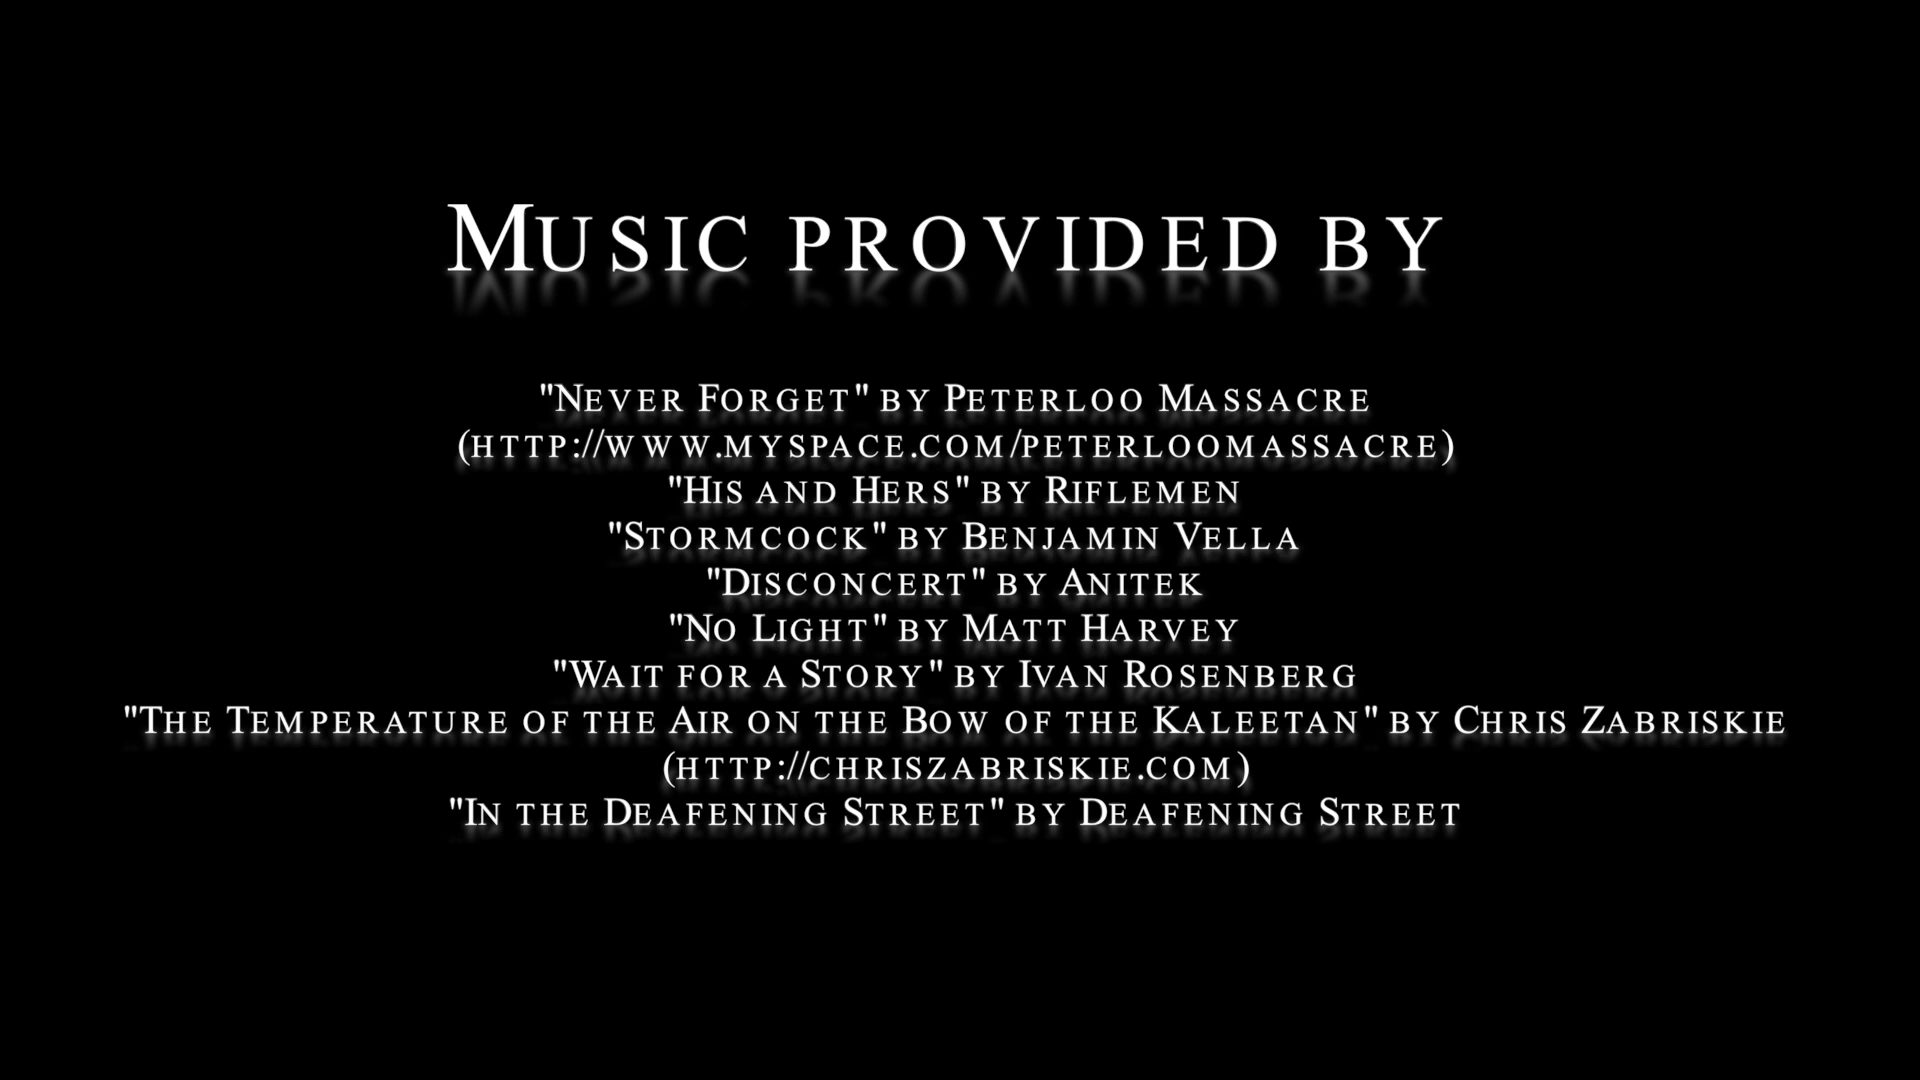 Music provided by
"Never Forget" by Peterloo Massacre
(http://www.myspace.com/peterloomassacre)
"His and Hers" by Riflemen
"Stormcock" by Benjamin Vella
"Disconcert" by Anitek
"No Light" by Matt Harvey
"Wait for a Story" by Ivan Rosenberg
"The Temperature of the Air on the Bow of the Kaleetan" by Chris Zabriskie
(http://chriszabriskie.com)
"In the Deafening Street" by Deafening Street